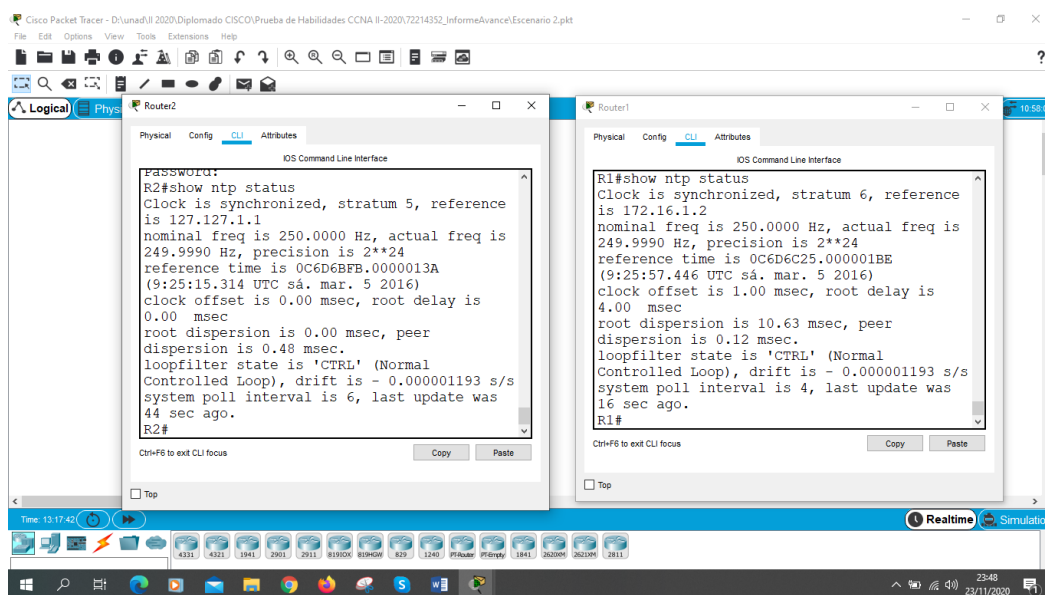 Cisco Packet Tracer - D:\unad\II 2020\Diplomado CISCO\Prueba de Habilidades CCNA II-2020\72214352_InformeAvance\Escenario 2.pkt
File Edit Options View Tools Extensions Help
?
Logical
Phys
10:58:
Router2
Physical Config CLI Attributes
IOS Command Line Interface
Password:
R2#show ntp status
Clock is synchronized, stratum 5, reference
is 127.127.1.1
nominal freq is 250.0000 Hz, actual freq is
249.9990 Hz, precision is 2**24
reference time is 0C6D6BFB.0000013A
(9:25:15.314 UTC sá. mar. 5 2016)
clock offset is 0.00 msec, root delay is
0.00 msec
root dispersion is 0.00 msec, peer
dispersion is 0.48 msec.
loopfilter state is 'CTRL' (Normal
Controlled Loop), drift is - 0.000001193 s/s
system poll interval is 6, last update was
44 sec ago.
R2#
Ctrl+F6 to exit CLI focus
Copy Paste
Top
Router1
Physical Config CLI Attributes
IOS Command Line Interface
R1#show ntp status
Clock is synchronized, stratum 6, reference
is 172.16.1.2
nominal freq is 250.0000 Hz, actual freq is
249.9990 Hz, precision is 2**24
reference time is 0C6D6C25.000001BE
(9:25:57.446 UTC sá. mar. 5 2016)
clock offset is 1.00 msec, root delay is
4.00 msec
root dispersion is 10.63 msec, peer
dispersion is 0.12 msec.
loopfilter state is 'CTRL' (Normal
Controlled Loop), drift is - 0.000001193 s/s
system poll interval is 4, last update was
16 sec ago.
R1#
Ctrl+F6 to exit CLI focus
Copy Paste
Top
Time: 13:17:42
Realtime
Simulatio
4331 4321 1941 2901 2911 819IOX 819HGW 829 1240 PT-Router PT-Empty 1841 2620XM 2621XM 2811
23:48
23/11/2020